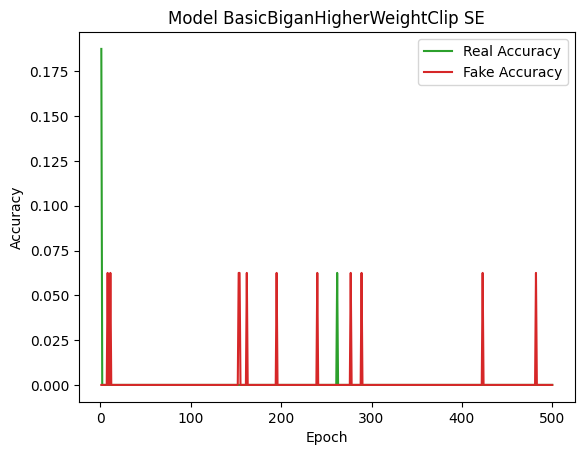 Model BasicBiganHigherWeightClip SE
Real Accuracy
Fake Accuracy
Accuracy
0.175
0.150
0.125
0.100
0.075
0.050
0.025
0.000
0
100
200
300
400
500
Epoch